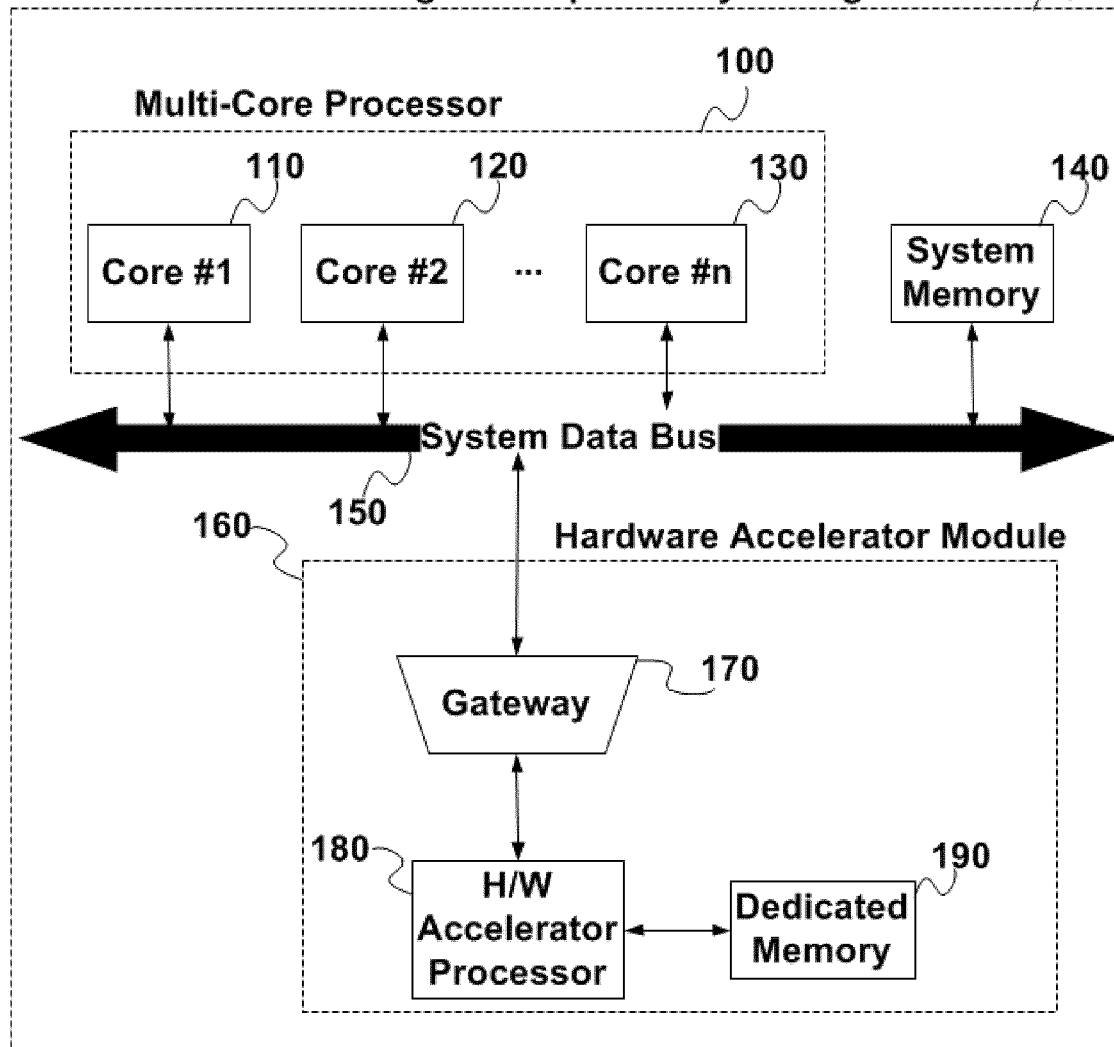 100
Multi-Core Processor
110
120
130
140
Core #1
Core #2
...
Core #n
System
Memory
System Data Bus
150
160
Hardware Accelerator Module
170
Gateway
180
H/W
Accelerator
Processor
190
Dedicated
Memory